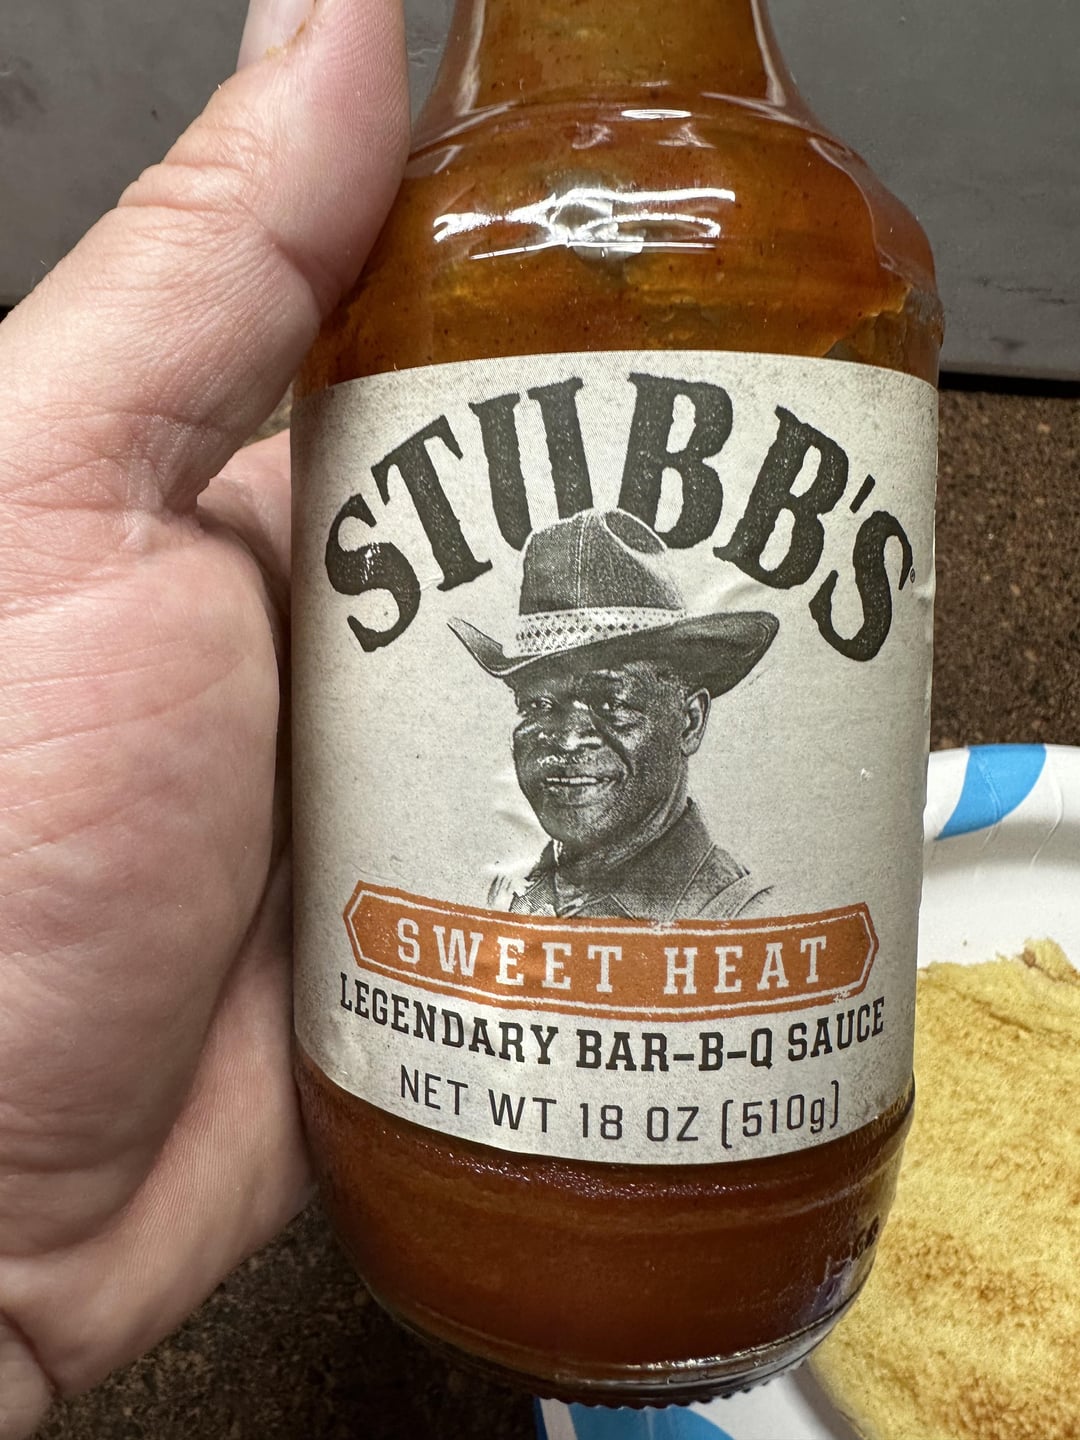 STUBB'S®
SWEET HEAT
LEGENDARY BAR-B-Q SAUCE
NET WT 18 OZ (510g)